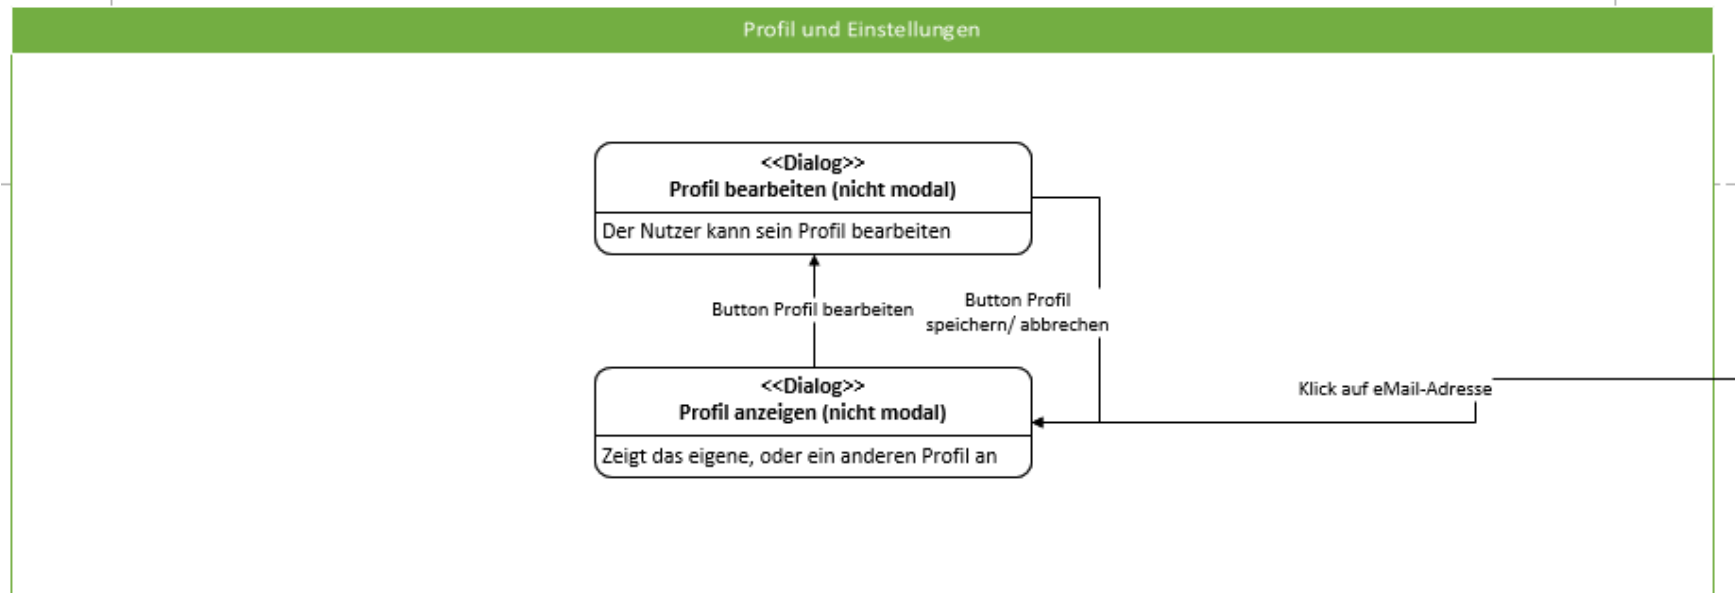 Profil und Einstellungen
<<Dialog>>
Profil bearbeiten (nicht modal)
Der Nutzer kann sein Profil bearbeiten
Button Profil bearbeiten
Button Profil
speichern/ abbrechen
<<Dialog>>
Profil anzeigen (nicht modal)
Zeigt das eigene, oder ein anderen Profil an
Klick auf eMail-Adresse